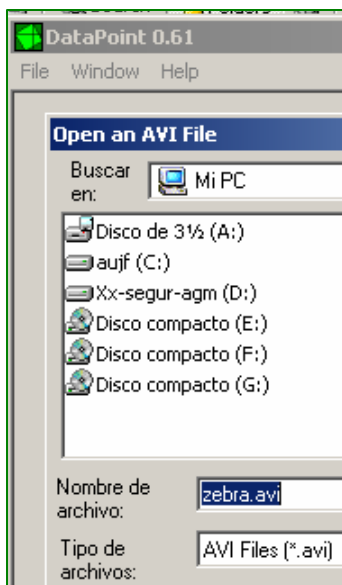 DataPoint 0.61
File Window Help
Open an AVI File
Buscar en:
Mi PC
Disco de 3½ (A:)
aujf (C:)
Xx-segur-agm (D:)
Disco compacto (E:)
Disco compacto (F:)
Disco compacto (G:)
Nombre de archivo:
zebra.avi
Tipo de archivos:
AVI Files (*.avi)